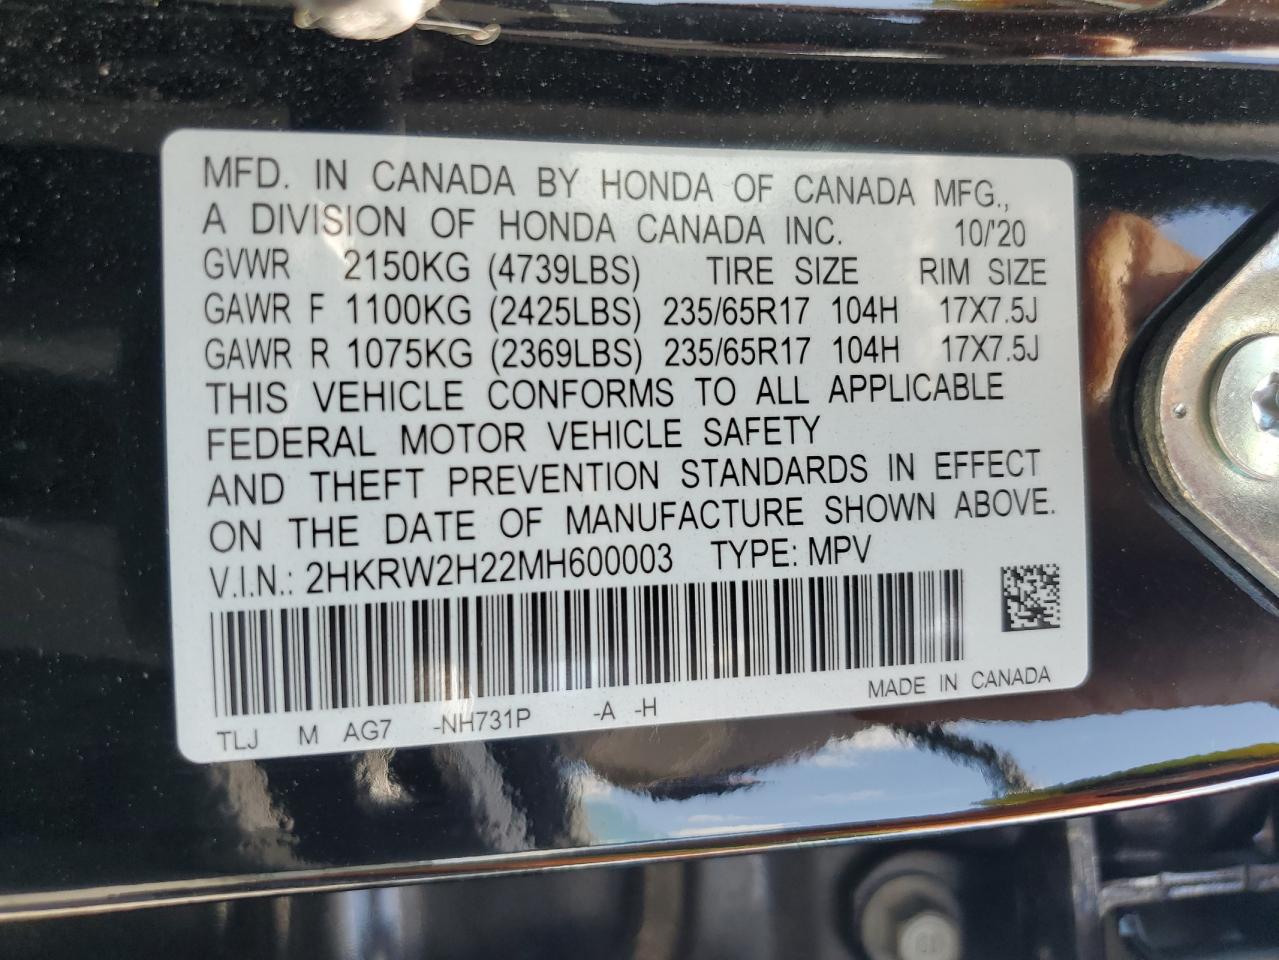 MFD. IN CANADA BY HONDA OF CANADA MFG.,
A DIVISION OF HONDA CANADA INC. 10/'20
GVWR 2150KG (4739LBS) TIRE SIZE RIM SIZE
GAWR F 1100KG (2425LBS) 235/65R17 104H 17X7.5J
GAWR R 1075KG (2369LBS) 235/65R17 104H 17X7.5J
THIS VEHICLE CONFORMS TO ALL APPLICABLE
FEDERAL MOTOR VEHICLE SAFETY
AND THEFT PREVENTION STANDARDS IN EFFECT
ON THE DATE OF MANUFACTURE SHOWN ABOVE.
V.I.N.: 2HKRW2H22MH600003 TYPE: MPV
MADE IN CANADA
TLJ M AG7 -NH731P -A -H